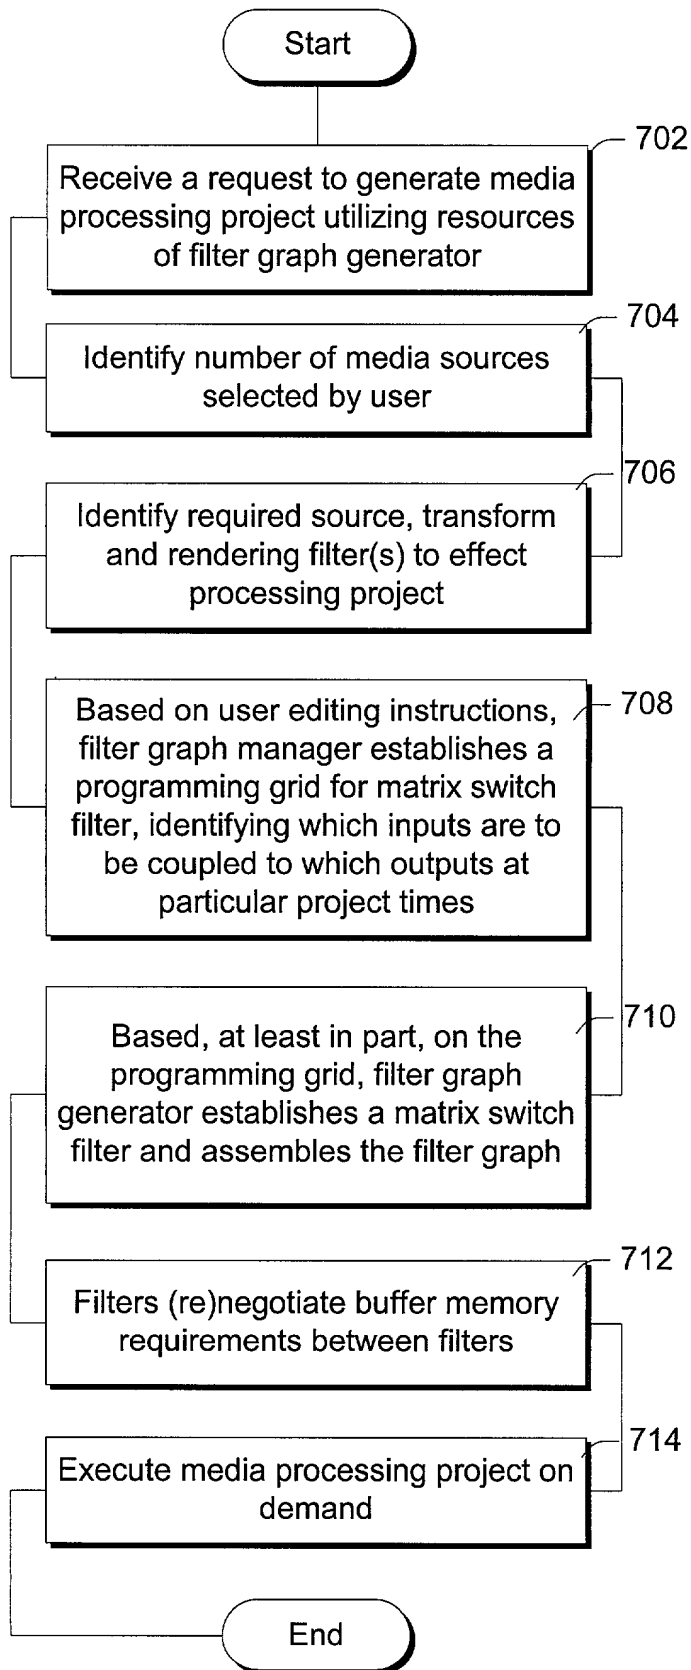 Start
702
Receive a request to generate media
processing project utilizing resources
of filter graph generator
704
Identify number of media sources
selected by user
706
Identify required source, transform
and rendering filter(s) to effect
processing project
708
Based on user editing instructions,
filter graph manager establishes a
programming grid for matrix switch
filter, identifying which inputs are to
be coupled to which outputs at
particular project times
710
Based, at least in part, on the
programming grid, filter graph
generator establishes a matrix switch
filter and assembles the filter graph
712
Filters (re)negotiate buffer memory
requirements between filters
714
Execute media processing project on
demand
End